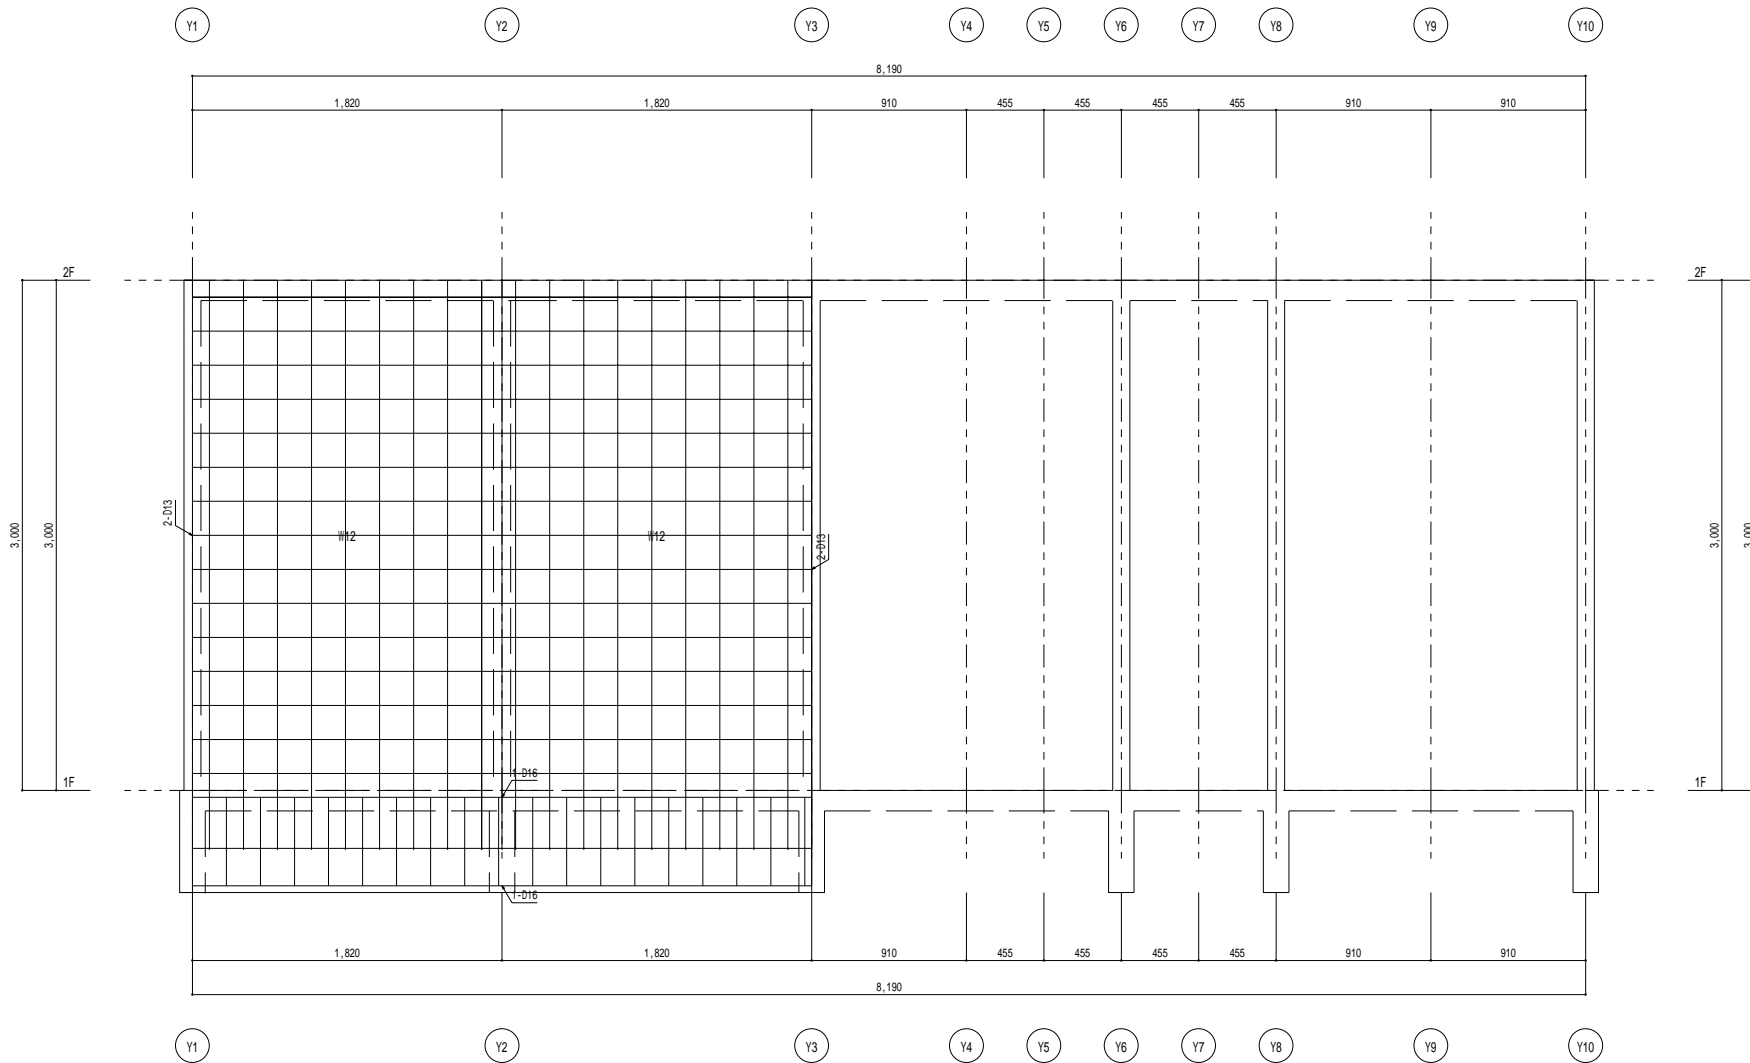 Y1 Y2 Y3 Y4 Y5 Y6 Y7 Y8 Y9 Y10
8,190
1,820 1,820 910 455 455 455 455 910 910
2F 2F
2-D13
W12 W12
2-D13
3,000 3,000 3,000 3,000
1-D16
1F 1F
1-D16
1,820 1,820 910 455 455 455 455 910 910
8,190
Y1 Y2 Y3 Y4 Y5 Y6 Y7 Y8 Y9 Y10